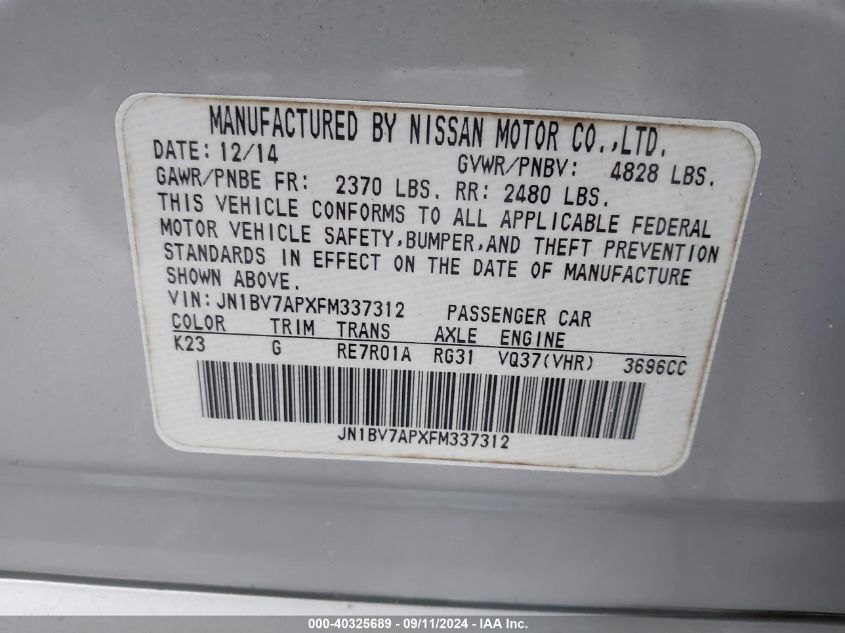 MANUFACTURED BY NISSAN MOTOR CO.,LTD.
DATE: 12/14 GVWR/PNBV: 4828 LBS.
GAWR/PNBE FR: 2370 LBS. RR: 2480 LBS.
THIS VEHICLE CONFORMS TO ALL APPLICABLE FEDERAL
MOTOR VEHICLE SAFETY,BUMPER,AND THEFT PREVENTION
STANDARDS IN EFFECT ON THE DATE OF MANUFACTURE
SHOWN ABOVE.
VIN:JN1BV7APXFM337312 PASSENGER CAR
COLOR TRIM TRANS AXLE ENGINE
K23 G RE7R01A RG31 VQ37(VHR) 3696CC
JN1BV7APXFM337312
000-40325689 - 09/11/2024 - IAA Inc.